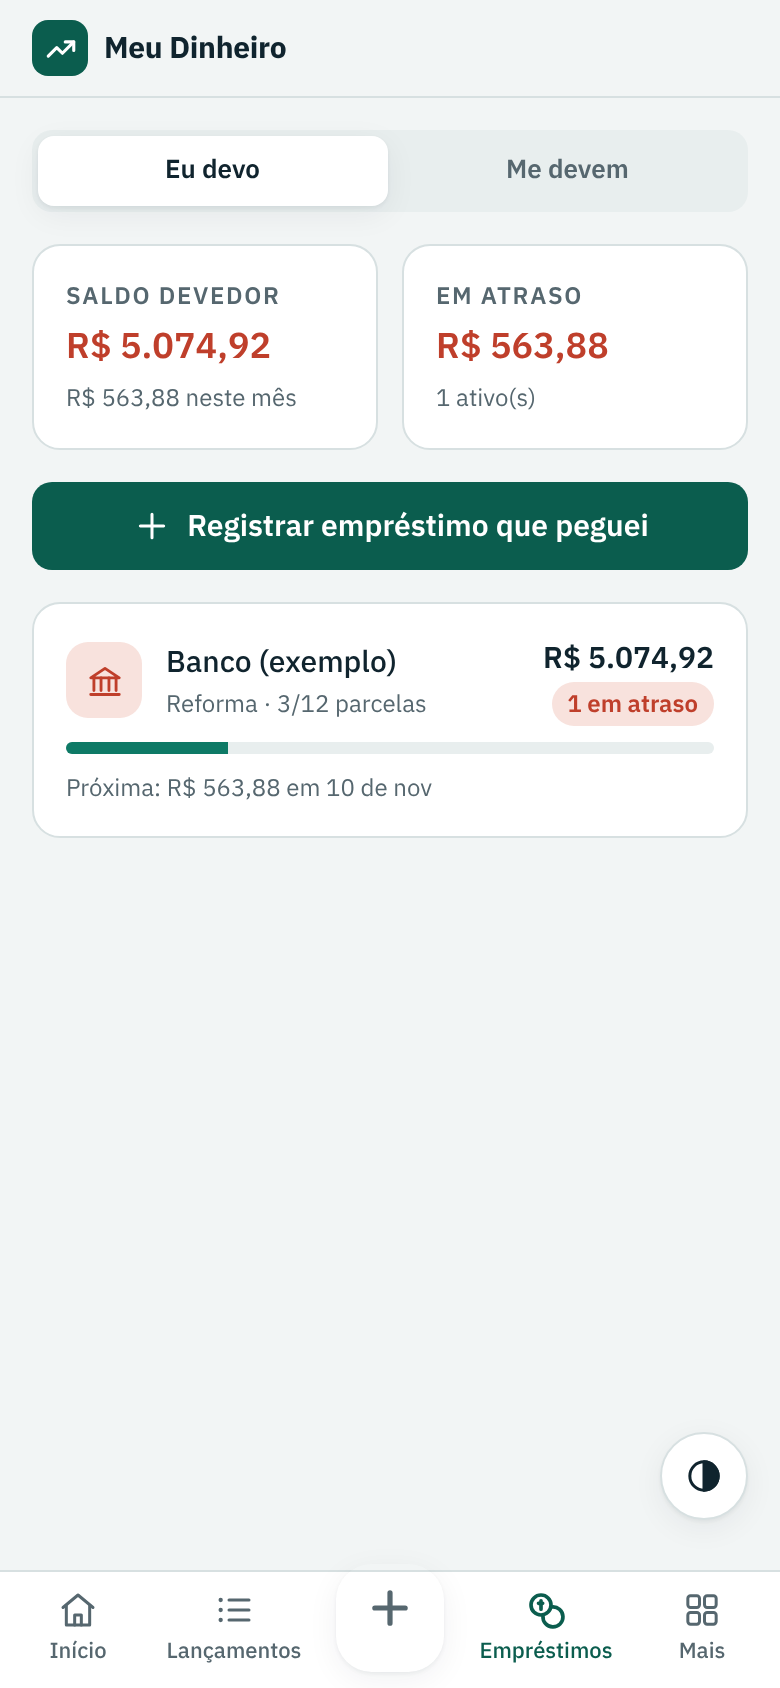 Meu Dinheiro
Eu devo
Me devem
SALDO DEVEDOR
R$ 5.074,92
R$ 563,88 neste mês
EM ATRASO
R$ 563,88
1 ativo(s)
Registrar empréstimo que peguei
Banco (exemplo)
R$ 5.074,92
Reforma · 3/12 parcelas
1 em atraso
Próxima: R$ 563,88 em 10 de nov
Início
Lançamentos
Empréstimos
Mais